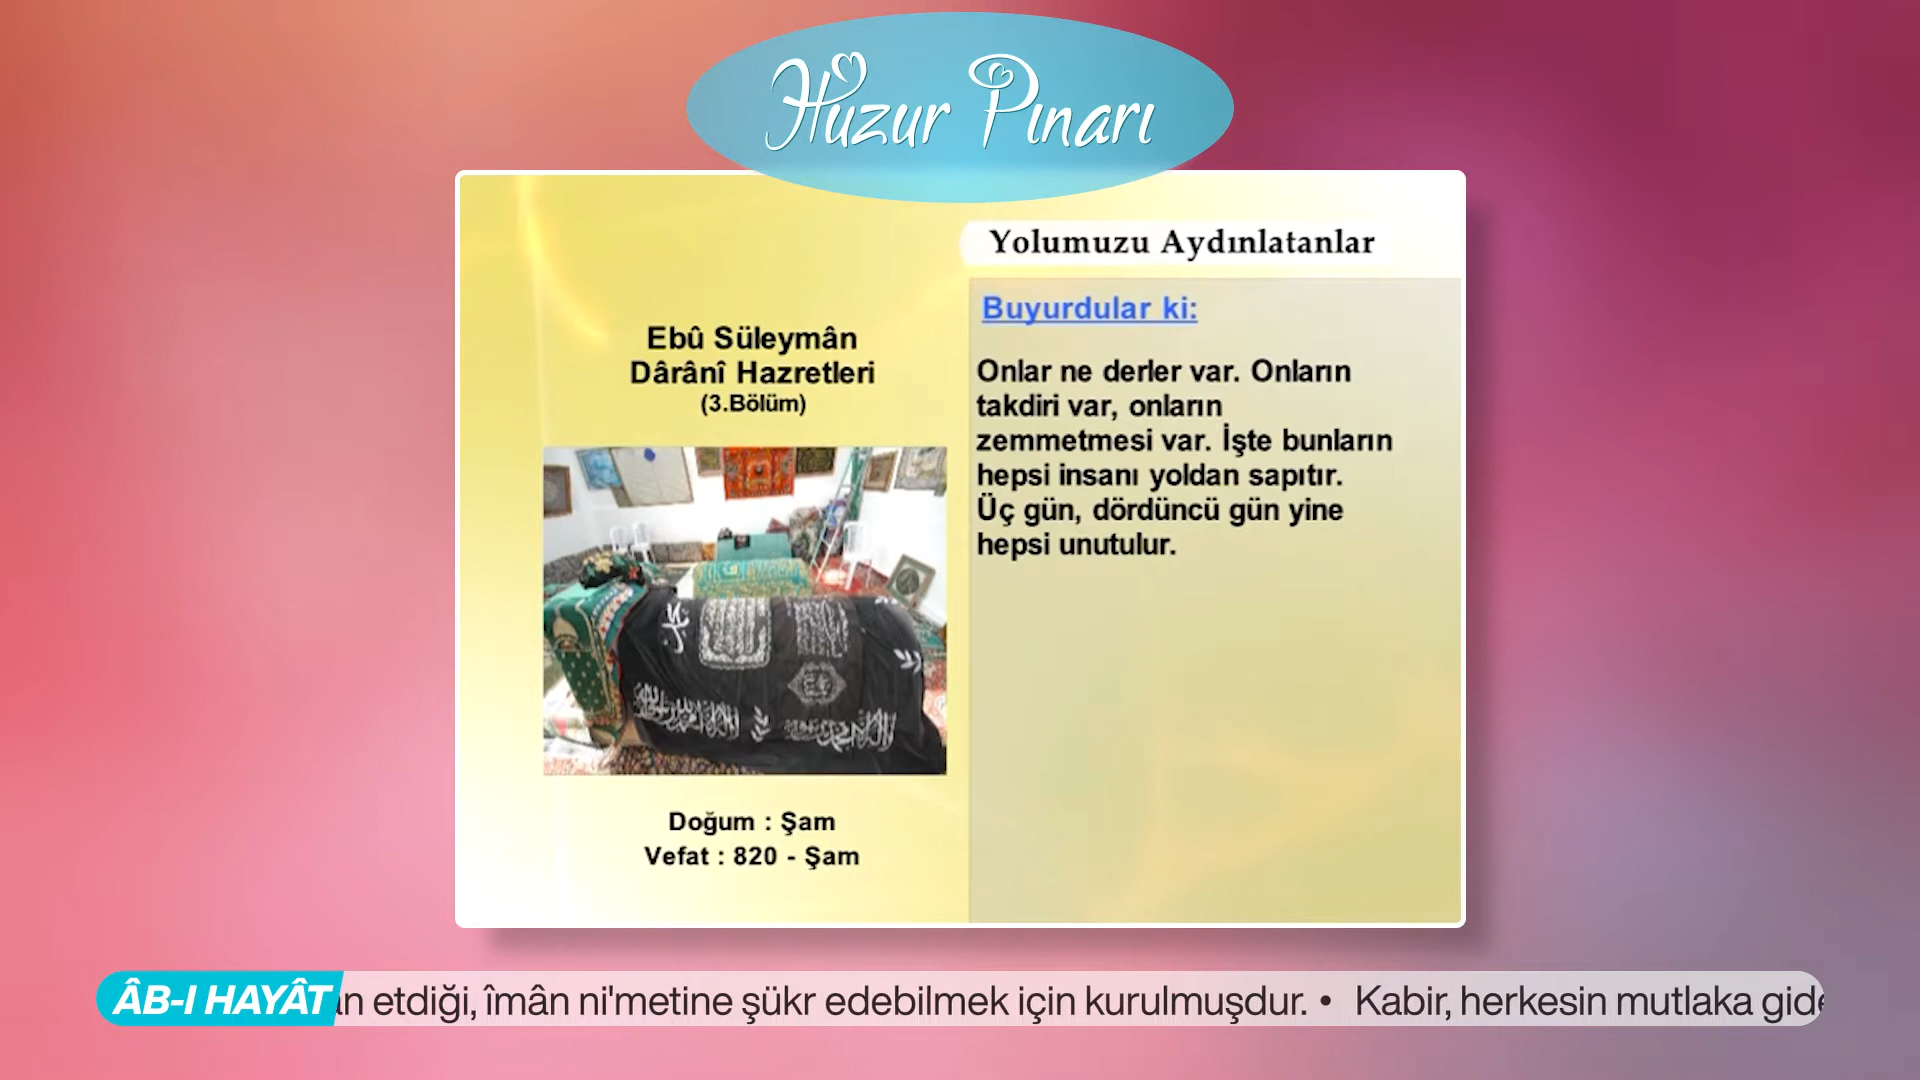 Huzur Pınarı
Yolumuzu Aydınlatanlar
Ebû Süleymân
Dârânî Hazretleri
(3.Bölüm)
Doğum : Şam
Vefat : 820 - Şam
Buyurdular ki:
Onlar ne derler var. Onların
takdiri var, onların
zemmetmesi var. İşte bunların
hepsi insanı yoldan sapıtır.
Üç gün, dördüncü gün yine
hepsi unutulur.
ÂB-I HAYÂT
etdiği, îmân ni'metine şükr edebilmek için kurulmuşdur. • Kabir, herkesin mutlaka